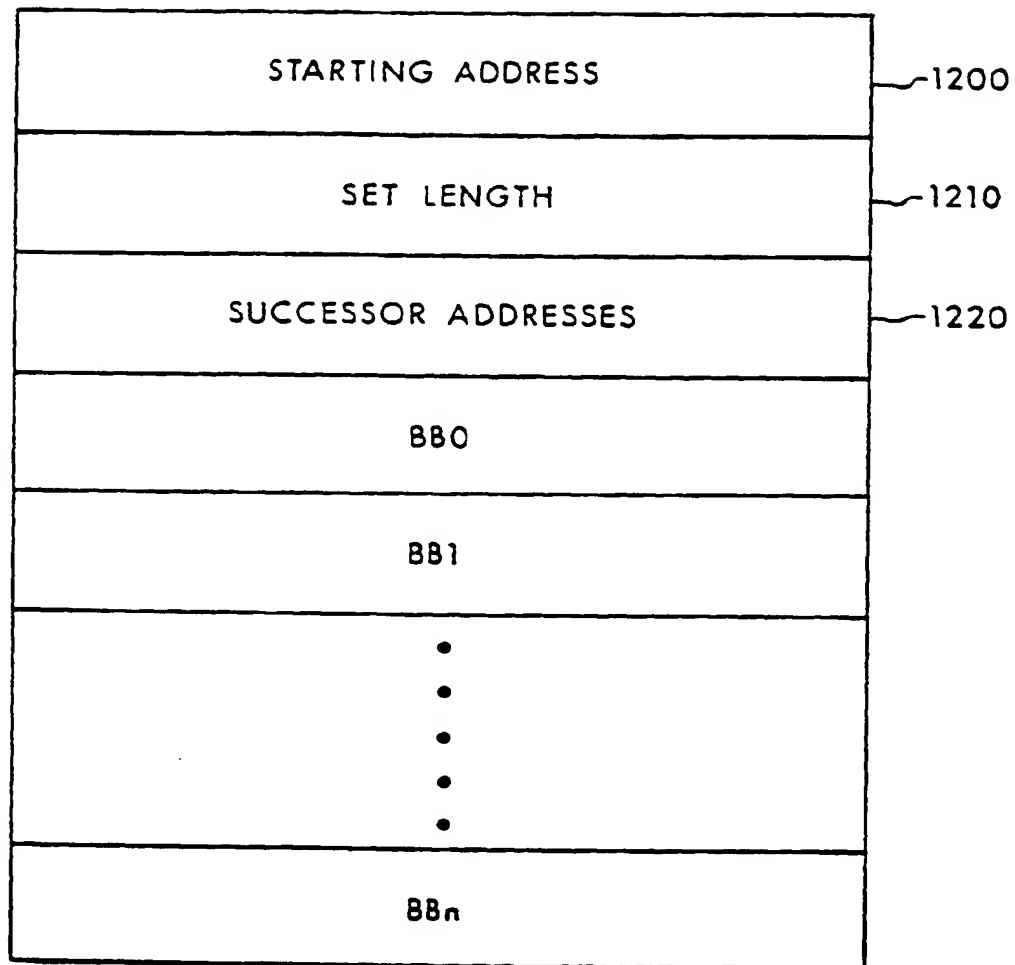 STARTING ADDRESS 1200
SET LENGTH 1210
SUCCESSOR ADDRESSES 1220
BB0
BB1
BBn